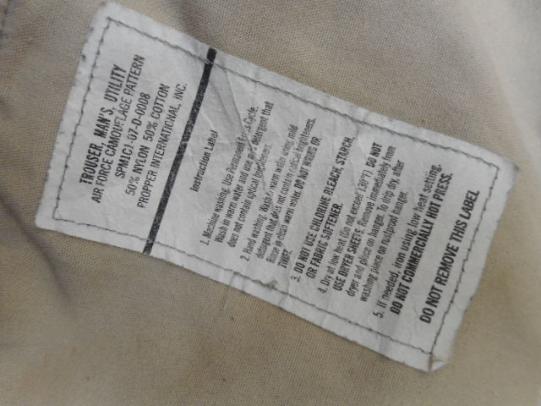 TROUSER, MAN'S, UTILITY
AIR FORCE CAMOUFLAGE PATTERN
SPM1C1-07-D-0008
50% NYLON 50% COTTON
PROPPER INTERNATIONAL, INC.
Instruction Label
1. Machine washing. Use Permanent Press Cycle.
Wash in warm water and use mild detergent that
does not contain optical brighteners.
2. Hand washing. Wash in warm water using mild
detergent that does not contain optical brighteners.
Rinse in clean warm water. DO NOT WRING OR
TWIST.
3. DO NOT USE CHLORINE BLEACH, STARCH,
OR FABRIC SOFTENER.
4. Dry at low heat (Do not exceed 130°F). DO NOT
USE DRYER SHEETS. Remove immediately from
dryer and place on hanger. To drip dry, after
washing place on rustproof hanger.
5. If needed, iron using low heat setting.
DO NOT COMMERCIALLY HOT PRESS.
DO NOT REMOVE THIS LABEL